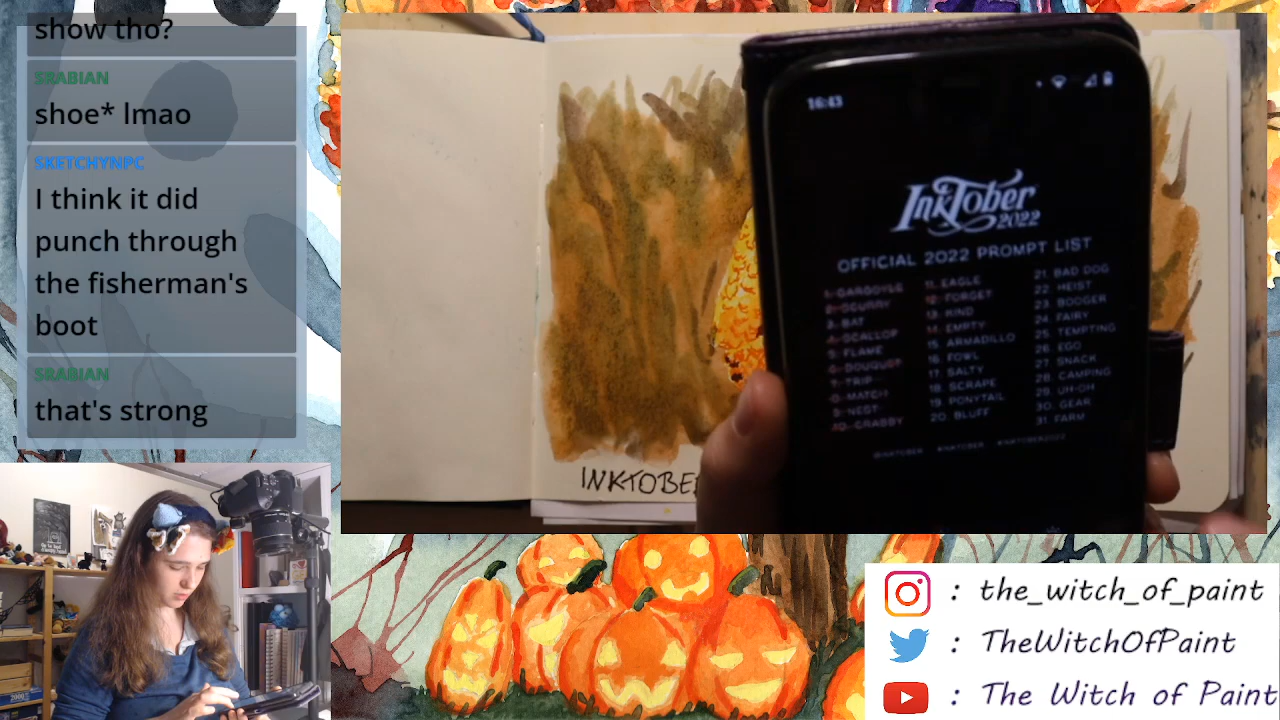 show tho?
SRABIAN
shoe* lmao
SKETCHYNPC
I think it did
punch through
the fisherman's
boot
SRABIAN
that's strong
16:43
InkTober
2022
OFFICIAL 2022 PROMPT LIST
1. GARGOYLE
2. SCURRY
3. BAT
4. SCALLOP
5. FLAME
6. BOUQUET
7. TRIP
8. MATCH
9. NEST
10. CRABBY
11. EAGLE
12. FORGET
13. KIND
14. EMPTY
15. ARMADILLO
16. FOWL
17. SALTY
18. SCRAPE
19. PONYTAIL
20. BLUFF
21. BAD DOG
22. HEIST
23. BOOGER
24. FAIRY
25. TEMPTING
26. EGO
27. SNACK
28. CAMPING
29. UH-OH
30. GEAR
31. FARM
@INKTOBER #INKTOBER #INKTOBER2022
INKTOBE
: the_witch_of_paint
: TheWitchOfPaint
: The Witch of Paint